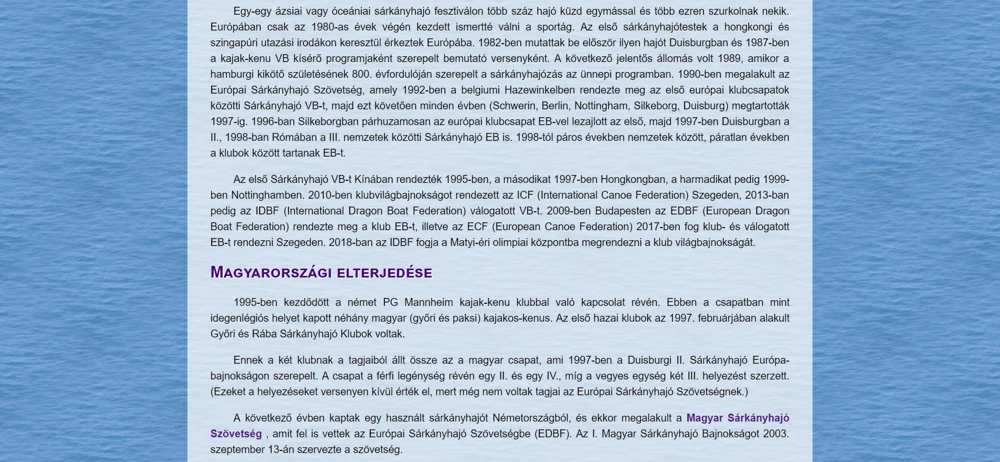 Egy-egy ázsiai vagy óceániai sárkányhajó fesztiválon több száz hajó küzd egymással és több ezren szurkolnak nekik.
Európában csak az 1980-as évek végén kezdett ismertté válni a sportág. Az első sárkányhajótestek a hongkongi és
szingapúri utazási irodákon keresztül érkeztek Európába. 1982-ben mutattak be először ilyen hajót Duisburgban és 1987-ben
a kajak-kenu VB kísérő programjaként szerepelt bemutató versenyként. A következő jelentős állomás volt 1989, amikor a
hamburgi kikötő születésének 800. évfordulóján szerepelt a sárkányhajózás az ünnepi programban. 1990-ben megalakult az
Európai Sárkányhajó Szövetség, amely 1992-ben a belgiumi Hazewinkelben rendezte meg az első európai klubcsapatok
közötti Sárkányhajó VB-t, majd ezt követően minden évben (Schwerin, Berlin, Nottingham, Silkeborg, Duisburg) megtartották
1997-ig. 1996-ban Silkeborgban párhuzamosan az európai klubcsapat EB-vel lezajlott az első, majd 1997-ben Duisburgban a
II., 1998-ban Rómában a III. nemzetek közötti Sárkányhajó EB is. 1998-tól páros években nemzetek között, páratlan években
a klubok között tartanak EB-t.
Az első Sárkányhajó VB-t Kínában rendezték 1995-ben, a másodikat 1997-ben Hongkongban, a harmadikat pedig 1999-
ben Nottinghamben. 2010-ben klubvilágbajnokságot rendezett az ICF (International Canoe Federation) Szegeden, 2013-ban
pedig az IDBF (International Dragon Boat Federation) válogatott VB-t. 2009-ben Budapesten az EDBF (European Dragon
Boat Federation) rendezte meg a klub EB-t, illetve az ECF (European Canoe Federation) 2017-ben fog klub- és válogatott
EB-t rendezni Szegeden. 2018-ban az IDBF fogja a Matyi-éri olimpiai központba megrendezni a klub világbajnokságát.
Magyarországi elterjedése
1995-ben kezdődött a német PG Mannheim kajak-kenu klubbal való kapcsolat révén. Ebben a csapatban mint
idegenlégiós helyet kapott néhány magyar (győri és paksi) kajakos-kenus. Az első hazai klubok az 1997. februárjában alakult
Győri és Rába Sárkányhajó Klubok voltak.
Ennek a két klubnak a tagjaiból állt össze az a magyar csapat, ami 1997-ben a Duisburgi II. Sárkányhajó Európa-
bajnokságon szerepelt. A csapat a férfi legénység révén egy II. és egy IV., míg a vegyes egység két III. helyezést szerzett.
(Ezeket a helyezéseket versenyen kívül érték el, mert még nem voltak tagjai az Európai Sárkányhajó Szövetségnek.)
A következő évben kaptak egy használt sárkányhajót Németországból, és ekkor megalakult a Magyar Sárkányhajó
Szövetség , amit fel is vettek az Európai Sárkányhajó Szövetségbe (EDBF). Az I. Magyar Sárkányhajó Bajnokságot 2003.
szeptember 13-án szervezte a szövetség.